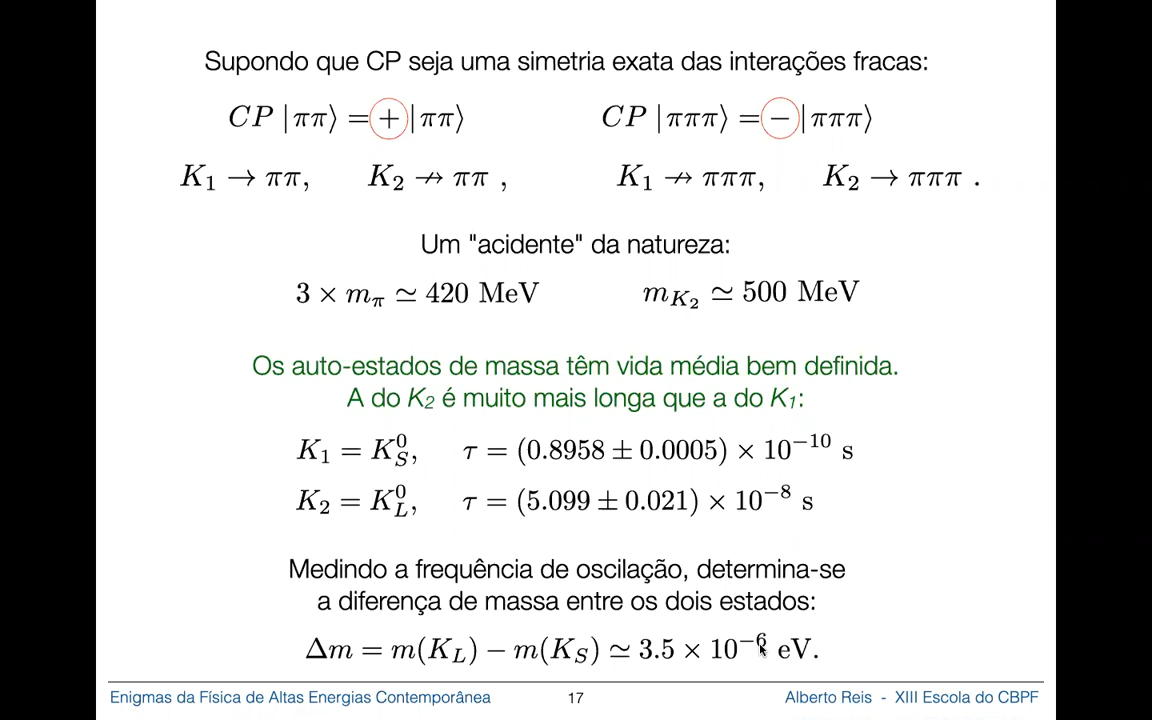 Supondo que CP seja uma simetria exata das interações fracas:
CP |ππ⟩ = + |ππ⟩ CP |πππ⟩ = − |πππ⟩
K₁ → ππ, K₂ ↛ ππ , K₁ ↛ πππ, K₂ → πππ .
Um "acidente" da natureza:
3 × m_π ≃ 420 MeV m_{K₂} ≃ 500 MeV
Os auto-estados de massa têm vida média bem definida.
A do K₂ é muito mais longa que a do K₁:
K₁ = K⁰_S, τ = (0.8958 ± 0.0005) × 10⁻¹⁰ s
K₂ = K⁰_L, τ = (5.099 ± 0.021) × 10⁻⁸ s
Medindo a frequência de oscilação, determina-se
a diferença de massa entre os dois estados:
Δm = m(K_L) − m(K_S) ≃ 3.5 × 10⁻⁶ eV.
Enigmas da Física de Altas Energias Contemporânea 17 Alberto Reis - XIII Escola do CBPF